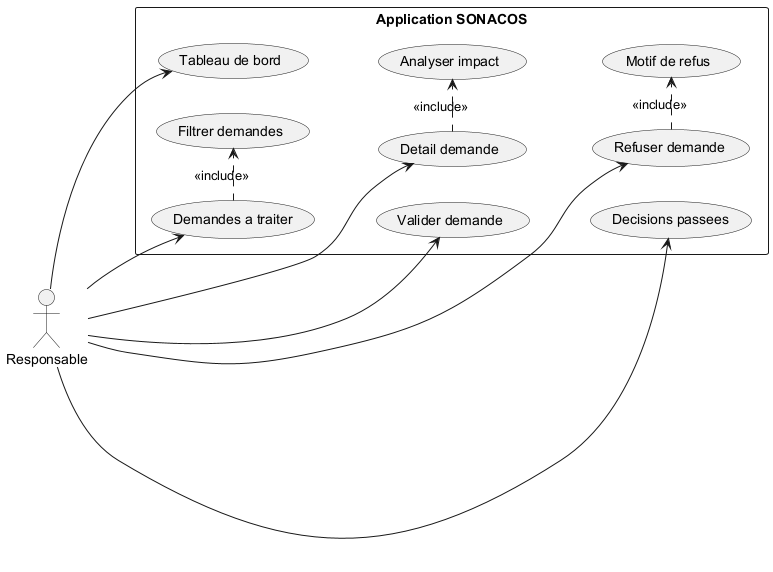 Application SONACOS
Tableau de bord
Analyser impact
Motif de refus
«include»
«include»
Filtrer demandes
Detail demande
Refuser demande
«include»
Demandes a traiter
Valider demande
Decisions passees
Responsable